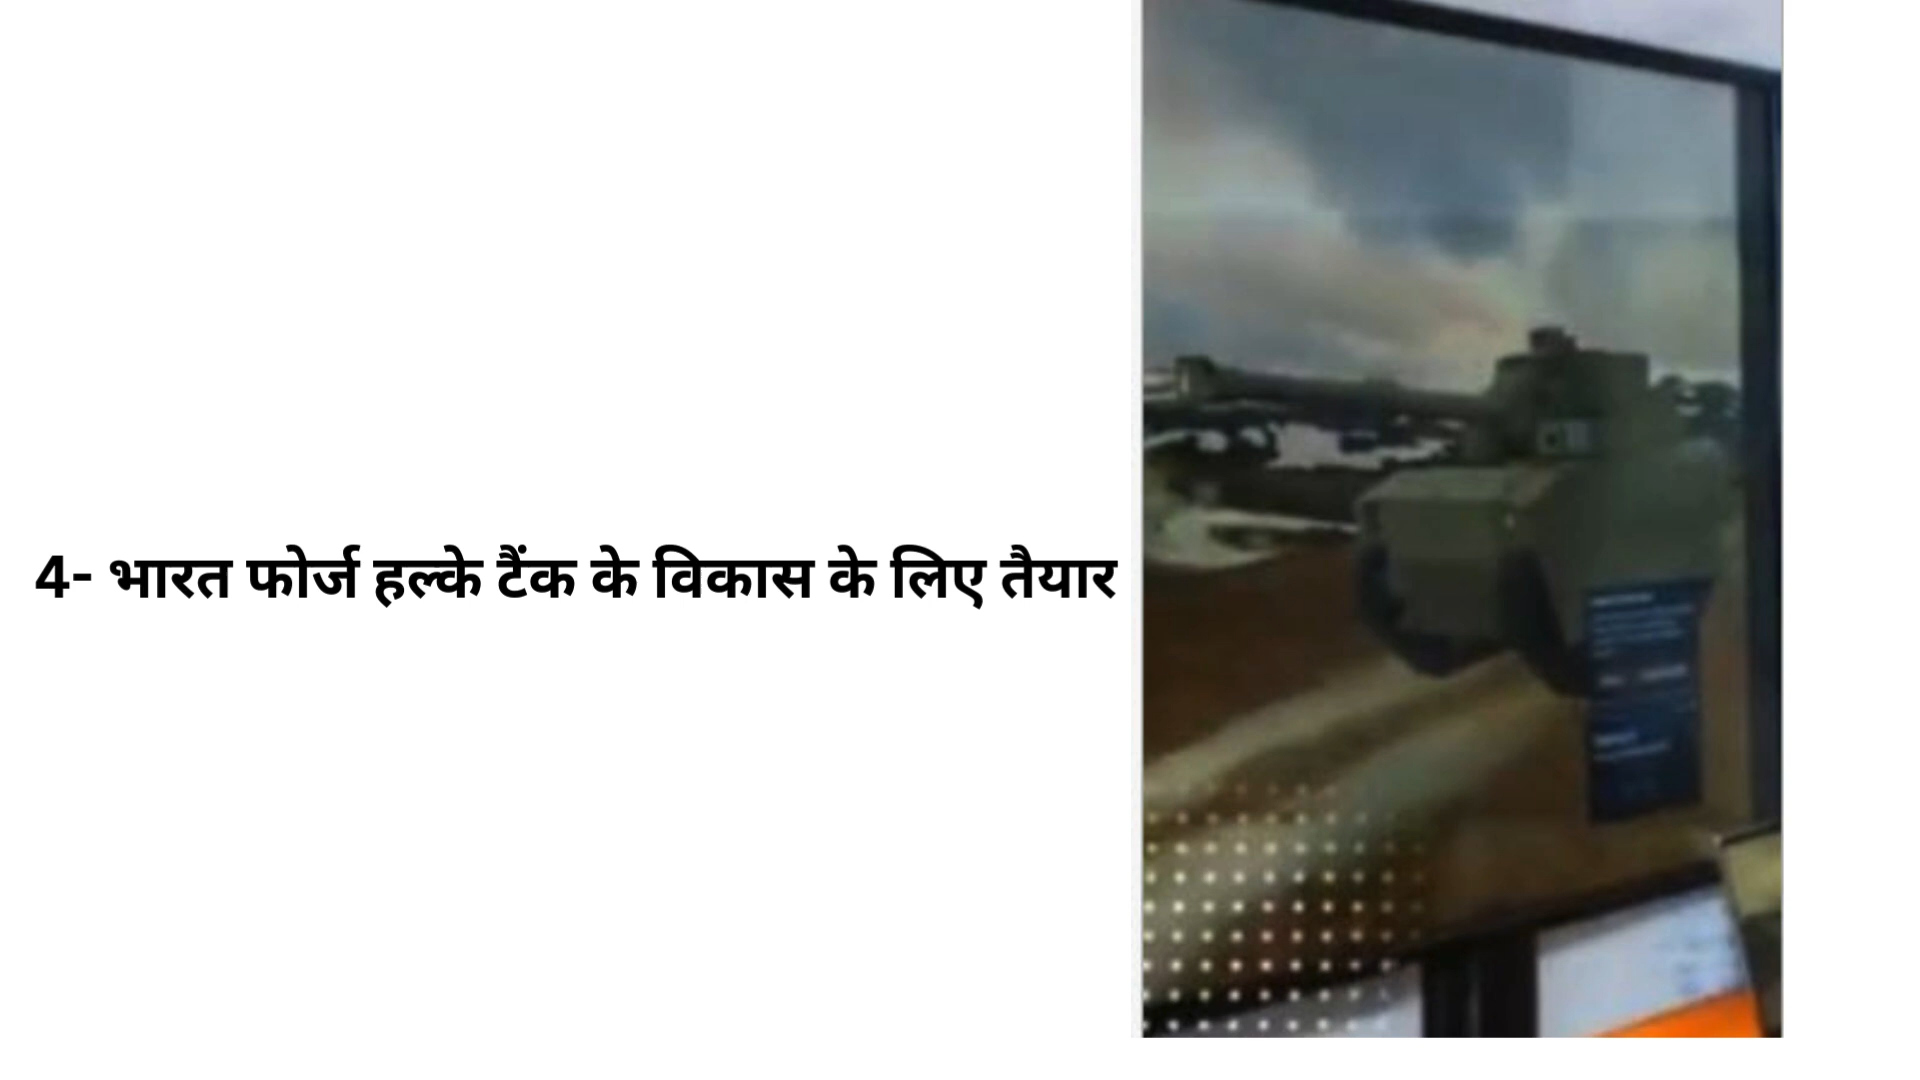 4- भारत फोर्ज हल्के टैंक के विकास के लिए तैयार